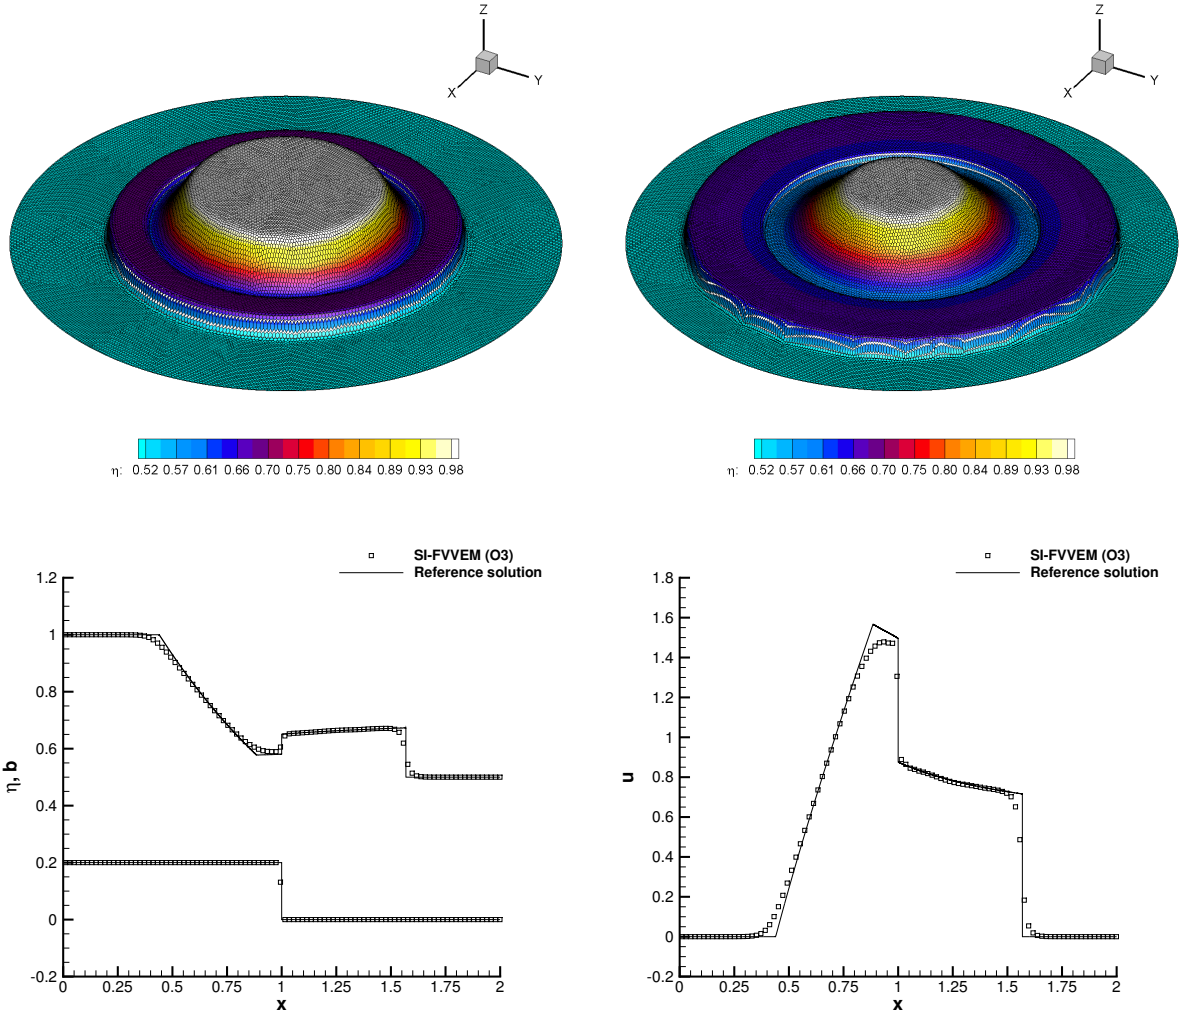 Z
X
Y
Z
X
Y
η: 0.52 0.57 0.61 0.66 0.70 0.75 0.80 0.84 0.89 0.93 0.98
η: 0.52 0.57 0.61 0.66 0.70 0.75 0.80 0.84 0.89 0.93 0.98
SI-FVVEM (O3)
Reference solution
1.2
1
0.8
0.6
0.4
0.2
0
-0.2
η, b
0 0.25 0.5 0.75 1 1.25 1.5 1.75 2
x
SI-FVVEM (O3)
Reference solution
1.8
1.6
1.4
1.2
1
0.8
0.6
0.4
0.2
0
-0.2
u
0 0.25 0.5 0.75 1 1.25 1.5 1.75 2
x